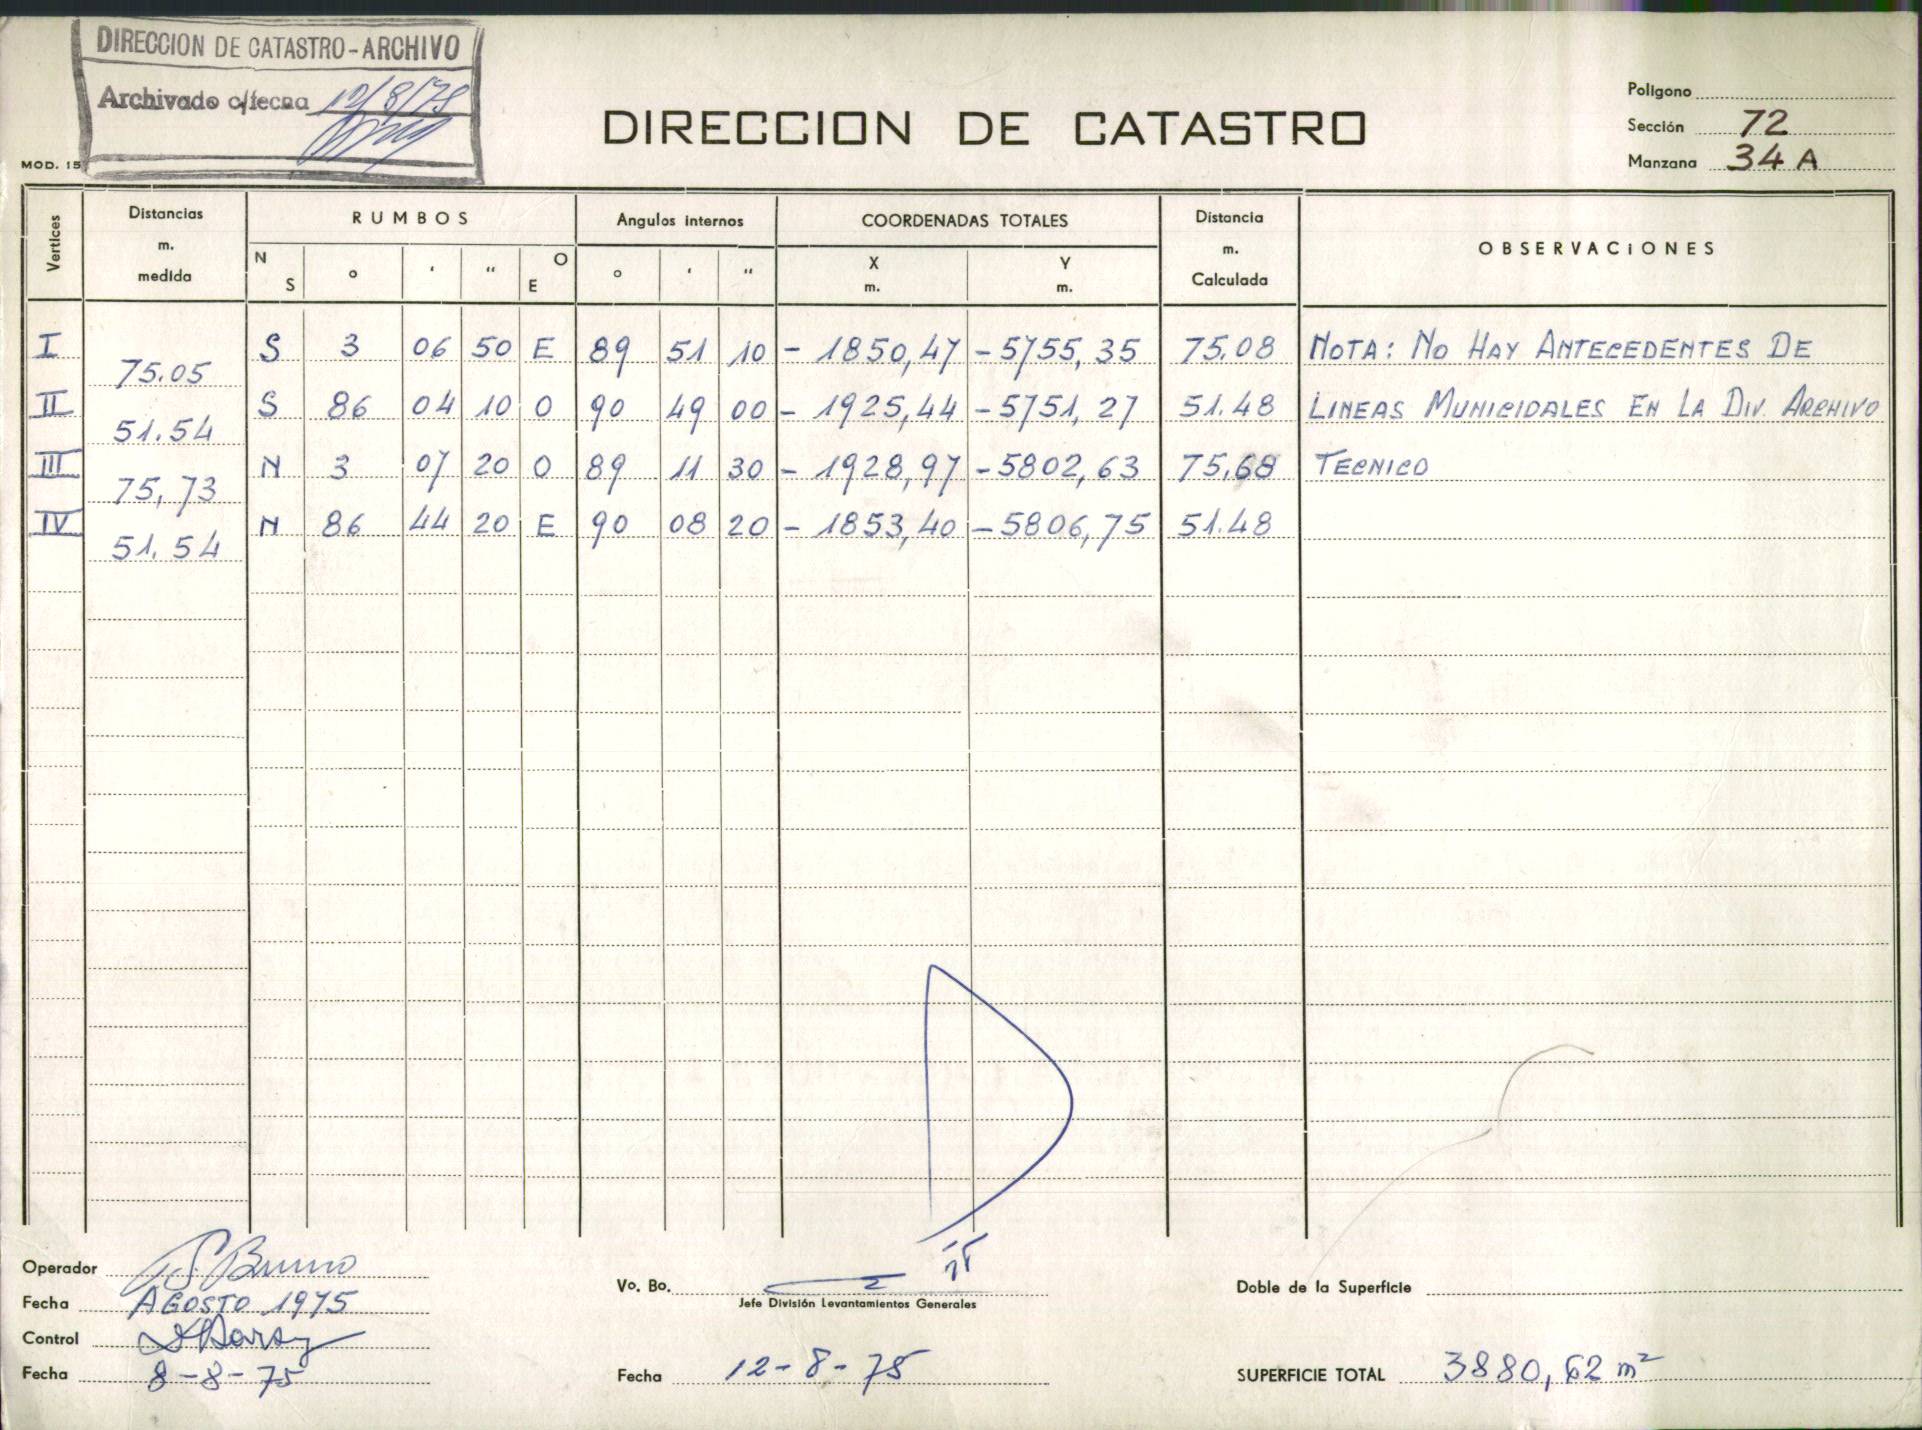 DIRECCION DE CATASTRO - ARCHIVO
Archivado c/fecha 12/8/75
DIRECCION DE CATASTRO
MOD. 15
Polígono
Sección 72
Manzana 34 A
Vertices
Distancias m. medida
RUMBOS
N S ° ' " O E
Angulos internos
° ' "
COORDENADAS TOTALES
X m. Y m.
Distancia m. Calculada
OBSERVACIONES
I S 3 06 50 E 89 51 10 - 1850,47 - 5755,35 75.08 NOTA: NO HAY ANTECEDENTES DE
75.05
II S 86 04 10 O 90 49 00 - 1925,44 - 5751,27 51.48 LINEAS MUNICIDALES EN LA DIV. ARCHIVO
51.54
III N 3 07 20 O 89 11 30 - 1928,97 - 5802,63 75,68 TECNICO
75,73
IV N 86 44 20 E 90 08 20 - 1853,40 - 5806,75 51.48
51.54
Operador S. Bruno
Fecha AGOSTO 1975
Control
Fecha 8-8-75
Vo. Bo.
Jefe División Levantamientos Generales
Fecha 12-8-75
Doble de la Superficie
SUPERFICIE TOTAL 3880,62 m²